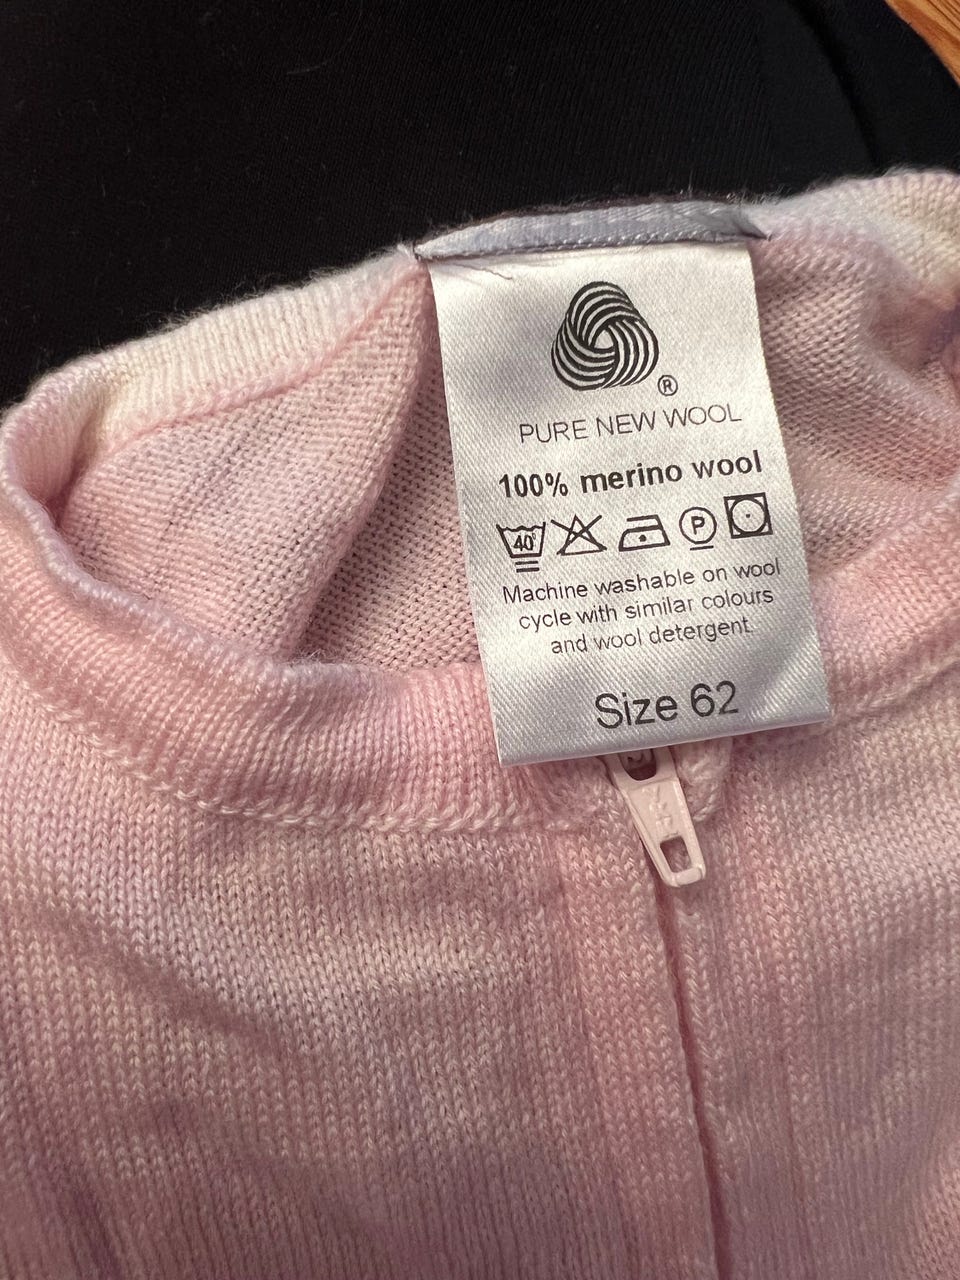 ®
PURE NEW WOOL
100% merino wool
40° P
Machine washable on wool
cycle with similar colours
and wool detergent.
Size 62